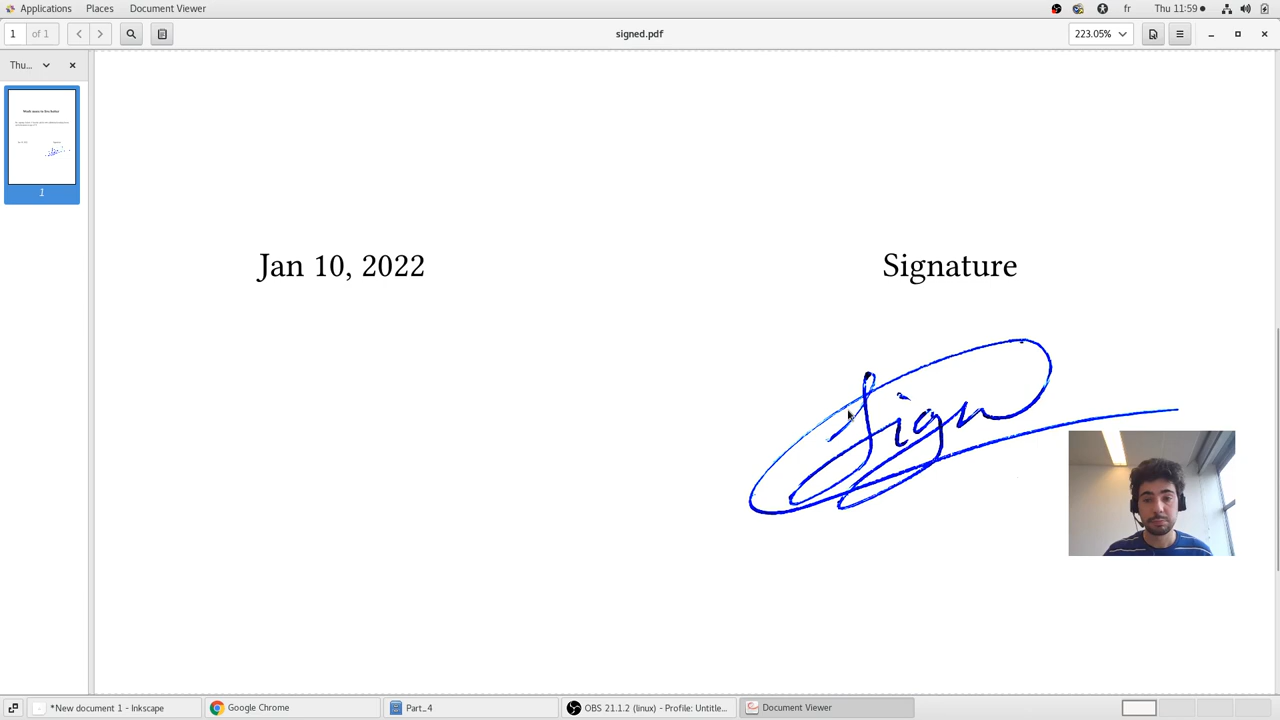 Applications Places Document Viewer fr Thu 11:59
1 of 1 signed.pdf 223.05%
Thu...
1
Jan 10, 2022 Signature
Sign
*New document 1 - Inkscape Google Chrome Part_4 OBS 21.1.2 (linux) - Profile: Untitle... Document Viewer